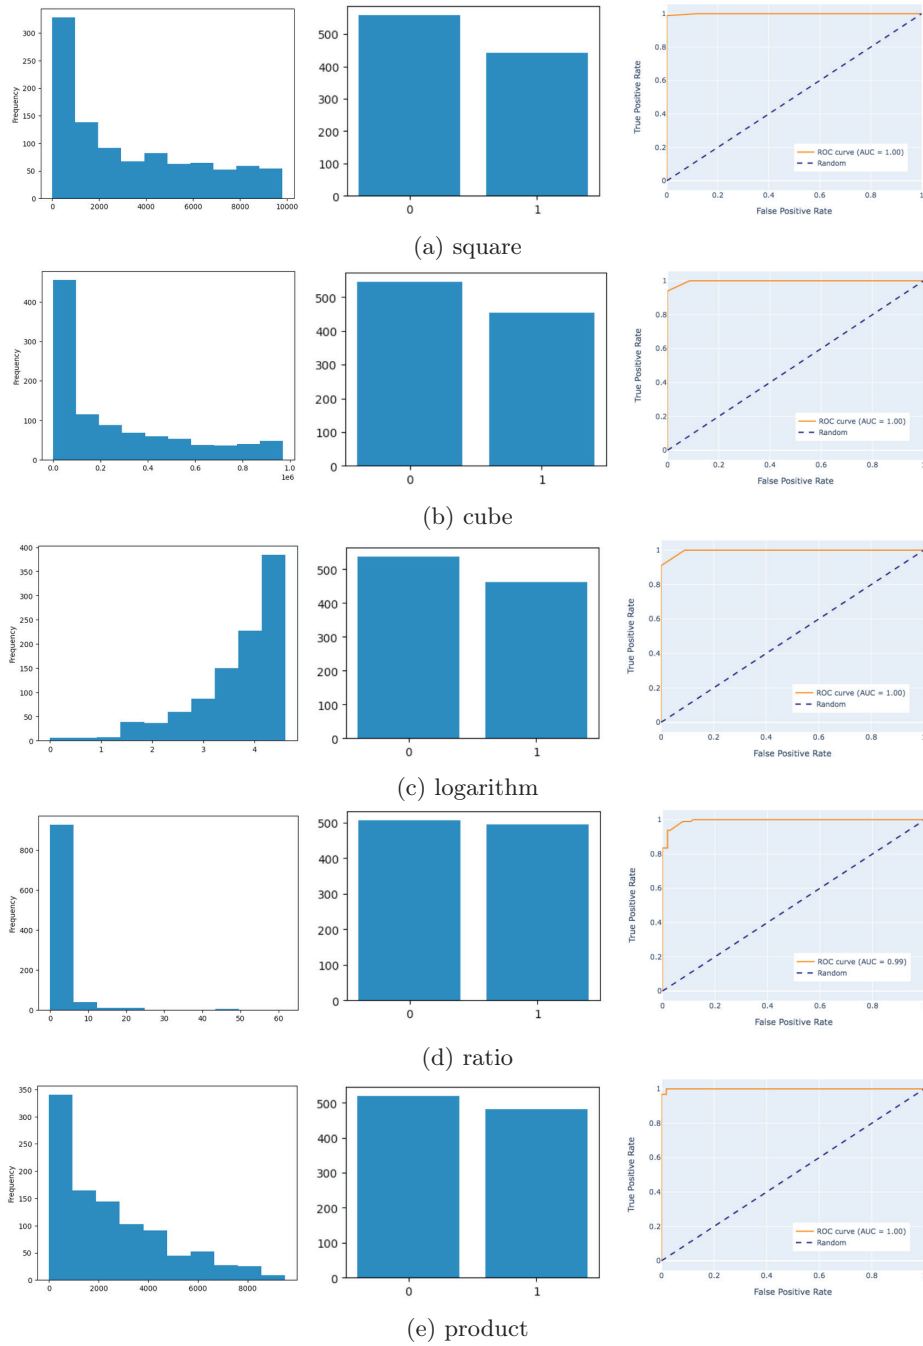 Frequency
300
250
200
150
100
50
0
0 2000 4000 6000 8000 10000
500
400
300
200
100
0
0 1
True Positive Rate
1
0.8
0.6
0.4
0.2
0
ROC curve (AUC = 1.00)
Random
0 0.2 0.4 0.6 0.8 1
False Positive Rate
(a) square
Frequency
400
300
200
100
0
0.0 0.2 0.4 0.6 0.8 1.0
1e6
500
400
300
200
100
0
0 1
True Positive Rate
1
0.8
0.6
0.4
0.2
0
ROC curve (AUC = 1.00)
Random
0 0.2 0.4 0.6 0.8 1
False Positive Rate
(b) cube
Frequency
400
350
300
250
200
150
100
50
0
0 1 2 3 4
500
400
300
200
100
0
0 1
True Positive Rate
1
0.8
0.6
0.4
0.2
0
ROC curve (AUC = 1.00)
Random
0 0.2 0.4 0.6 0.8 1
False Positive Rate
(c) logarithm
Frequency
800
600
400
200
0
0 10 20 30 40 50 60
500
400
300
200
100
0
0 1
True Positive Rate
1
0.8
0.6
0.4
0.2
0
ROC curve (AUC = 0.99)
Random
0 0.2 0.4 0.6 0.8 1
False Positive Rate
(d) ratio
Frequency
350
300
250
200
150
100
50
0
0 2000 4000 6000 8000
500
400
300
200
100
0
0 1
True Positive Rate
1
0.8
0.6
0.4
0.2
0
ROC curve (AUC = 1.00)
Random
0 0.2 0.4 0.6 0.8 1
False Positive Rate
(e) product